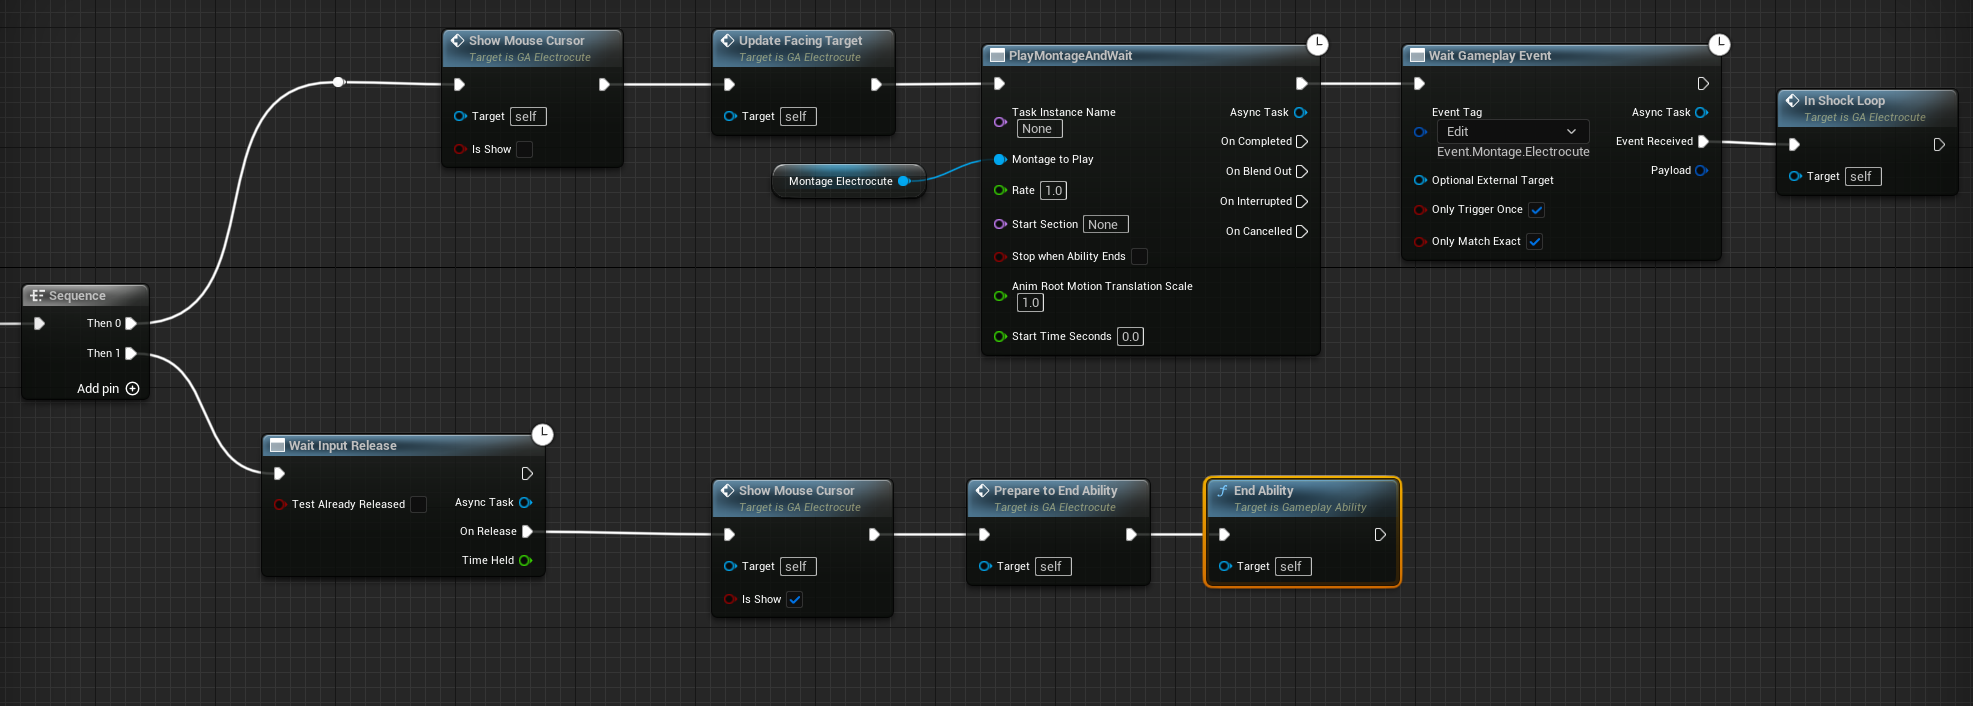 Sequence
Then 0
Then 1
Add pin
Show Mouse Cursor
Target is GA Electrocute
Target self
Is Show
Update Facing Target
Target is GA Electrocute
Target self
Montage Electrocute
PlayMontageAndWait
Task Instance Name
None
Montage to Play
Rate 1.0
Start Section None
Stop when Ability Ends
Anim Root Motion Translation Scale
1.0
Start Time Seconds 0.0
Async Task
On Completed
On Blend Out
On Interrupted
On Cancelled
Wait Gameplay Event
Event Tag
Edit
Event.Montage.Electrocute
Optional External Target
Only Trigger Once
Only Match Exact
Async Task
Event Received
Payload
In Shock Loop
Target is GA Electrocute
Target self
Wait Input Release
Test Already Released
Async Task
On Release
Time Held
Show Mouse Cursor
Target is GA Electrocute
Target self
Is Show
Prepare to End Ability
Target is GA Electrocute
Target self
f End Ability
Target is Gameplay Ability
Target self